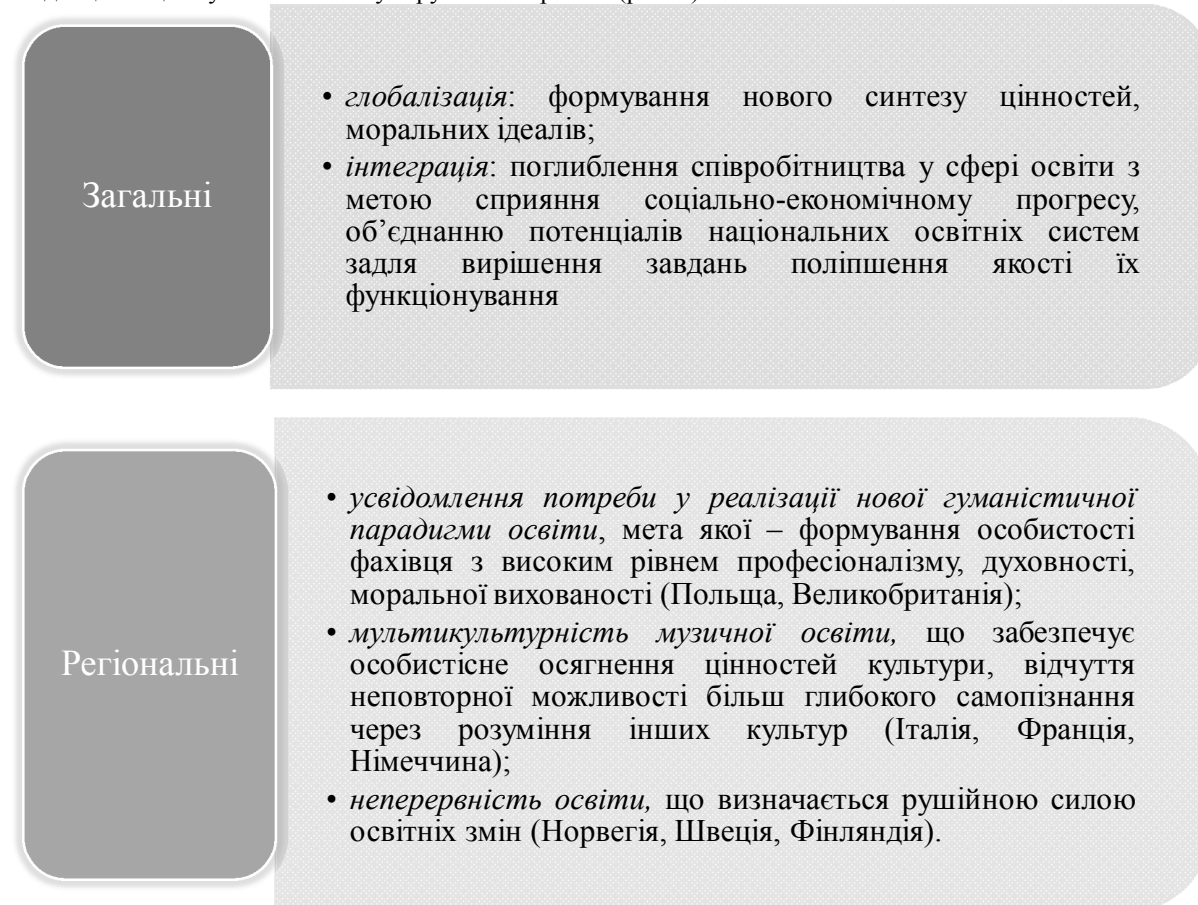 Загальні
• глобалізація: формування нового синтезу цінностей,
моральних ідеалів;
• інтеграція: поглиблення співробітництва у сфері освіти з
метою сприяння соціально-економічному прогресу,
об’єднанню потенціалів національних освітніх систем
задля вирішення завдань поліпшення якості їх
функціонування
Регіональні
• усвідомлення потреби у реалізації нової гуманістичної
парадигми освіти, мета якої – формування особистості
фахівця з високим рівнем професіоналізму, духовності,
моральної вихованості (Польща, Великобританія);
• мультикультурність музичної освіти, що забезпечує
особистісне осягнення цінностей культури, відчуття
неповторної можливості більш глибокого самопізнання
через розуміння інших культур (Італія, Франція,
Німеччина);
• неперервність освіти, що визначається рушійною силою
освітніх змін (Норвегія, Швеція, Фінляндія).